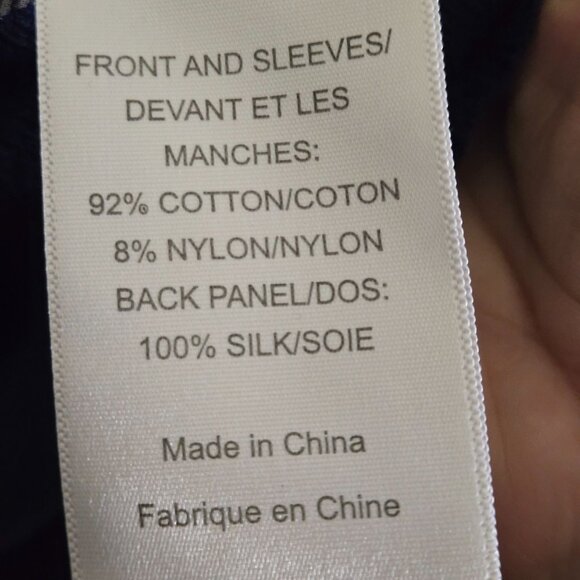 FRONT AND SLEEVES/
DEVANT ET LES
MANCHES:
92% COTTON/COTON
8% NYLON/NYLON
BACK PANEL/DOS:
100% SILK/SOIE
Made in China
Fabrique en Chine